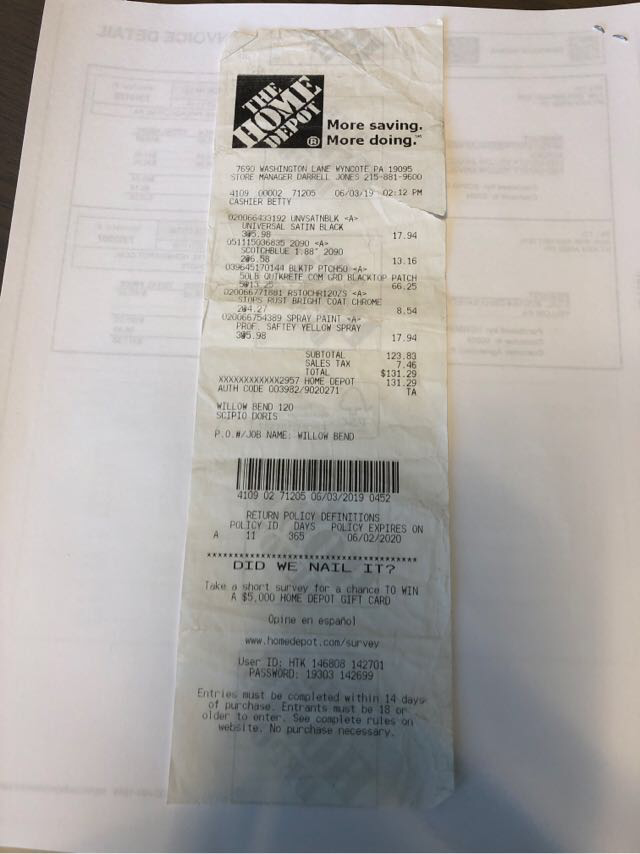 INVOICE DETAIL
THE
HOME
DEPOT
®
More saving.
More doing.℠
7690 WASHINGTON LANE WYNCOTE PA 19095
STORE MANAGER DARRELL JONES 215-881-9600
4109 00002 71205 06/03/19 02:12 PM
CASHIER BETTY
020066433192 UNVSATNBLK <A>
UNIVERSAL SATIN BLACK
3@5.98 17.94
051115036835 2090 <A>
SCOTCHBLUE 1.88" 2090
2@6.58 13.16
039645170144 BLKTP PTCH50 <A>
50LB QUIKRETE COM GRD BLACKTOP PATCH
5@13.25 66.25
020066771881 RSTOCHR12OZS <A>
STOPS RUST BRIGHT COAT CHROME
2@4.27 8.54
020066754389 SPRAY PAINT <A>
PROF. SAFTEY YELLOW SPRAY
3@5.98 17.94
SUBTOTAL 123.83
SALES TAX 7.46
TOTAL $131.29
XXXXXXXXXXXX2957 HOME DEPOT 131.29
AUTH CODE 003982/9020271 TA
WILLOW BEND 120
SCIPIO DORIS
P.O.#/JOB NAME: WILLOW BEND
4109 02 71205 06/03/2019 0452
RETURN POLICY DEFINITIONS
POLICY ID DAYS POLICY EXPIRES ON
A 11 365 06/02/2020
DID WE NAIL IT?
Take a short survey for a chance TO WIN
A $5,000 HOME DEPOT GIFT CARD
Opine en español
www.homedepot.com/survey
User ID: HTK 146808 142701
PASSWORD: 19303 142699
Entries must be completed within 14 days
of purchase. Entrants must be 18 or
older to enter. See complete rules on
website. No purchase necessary.